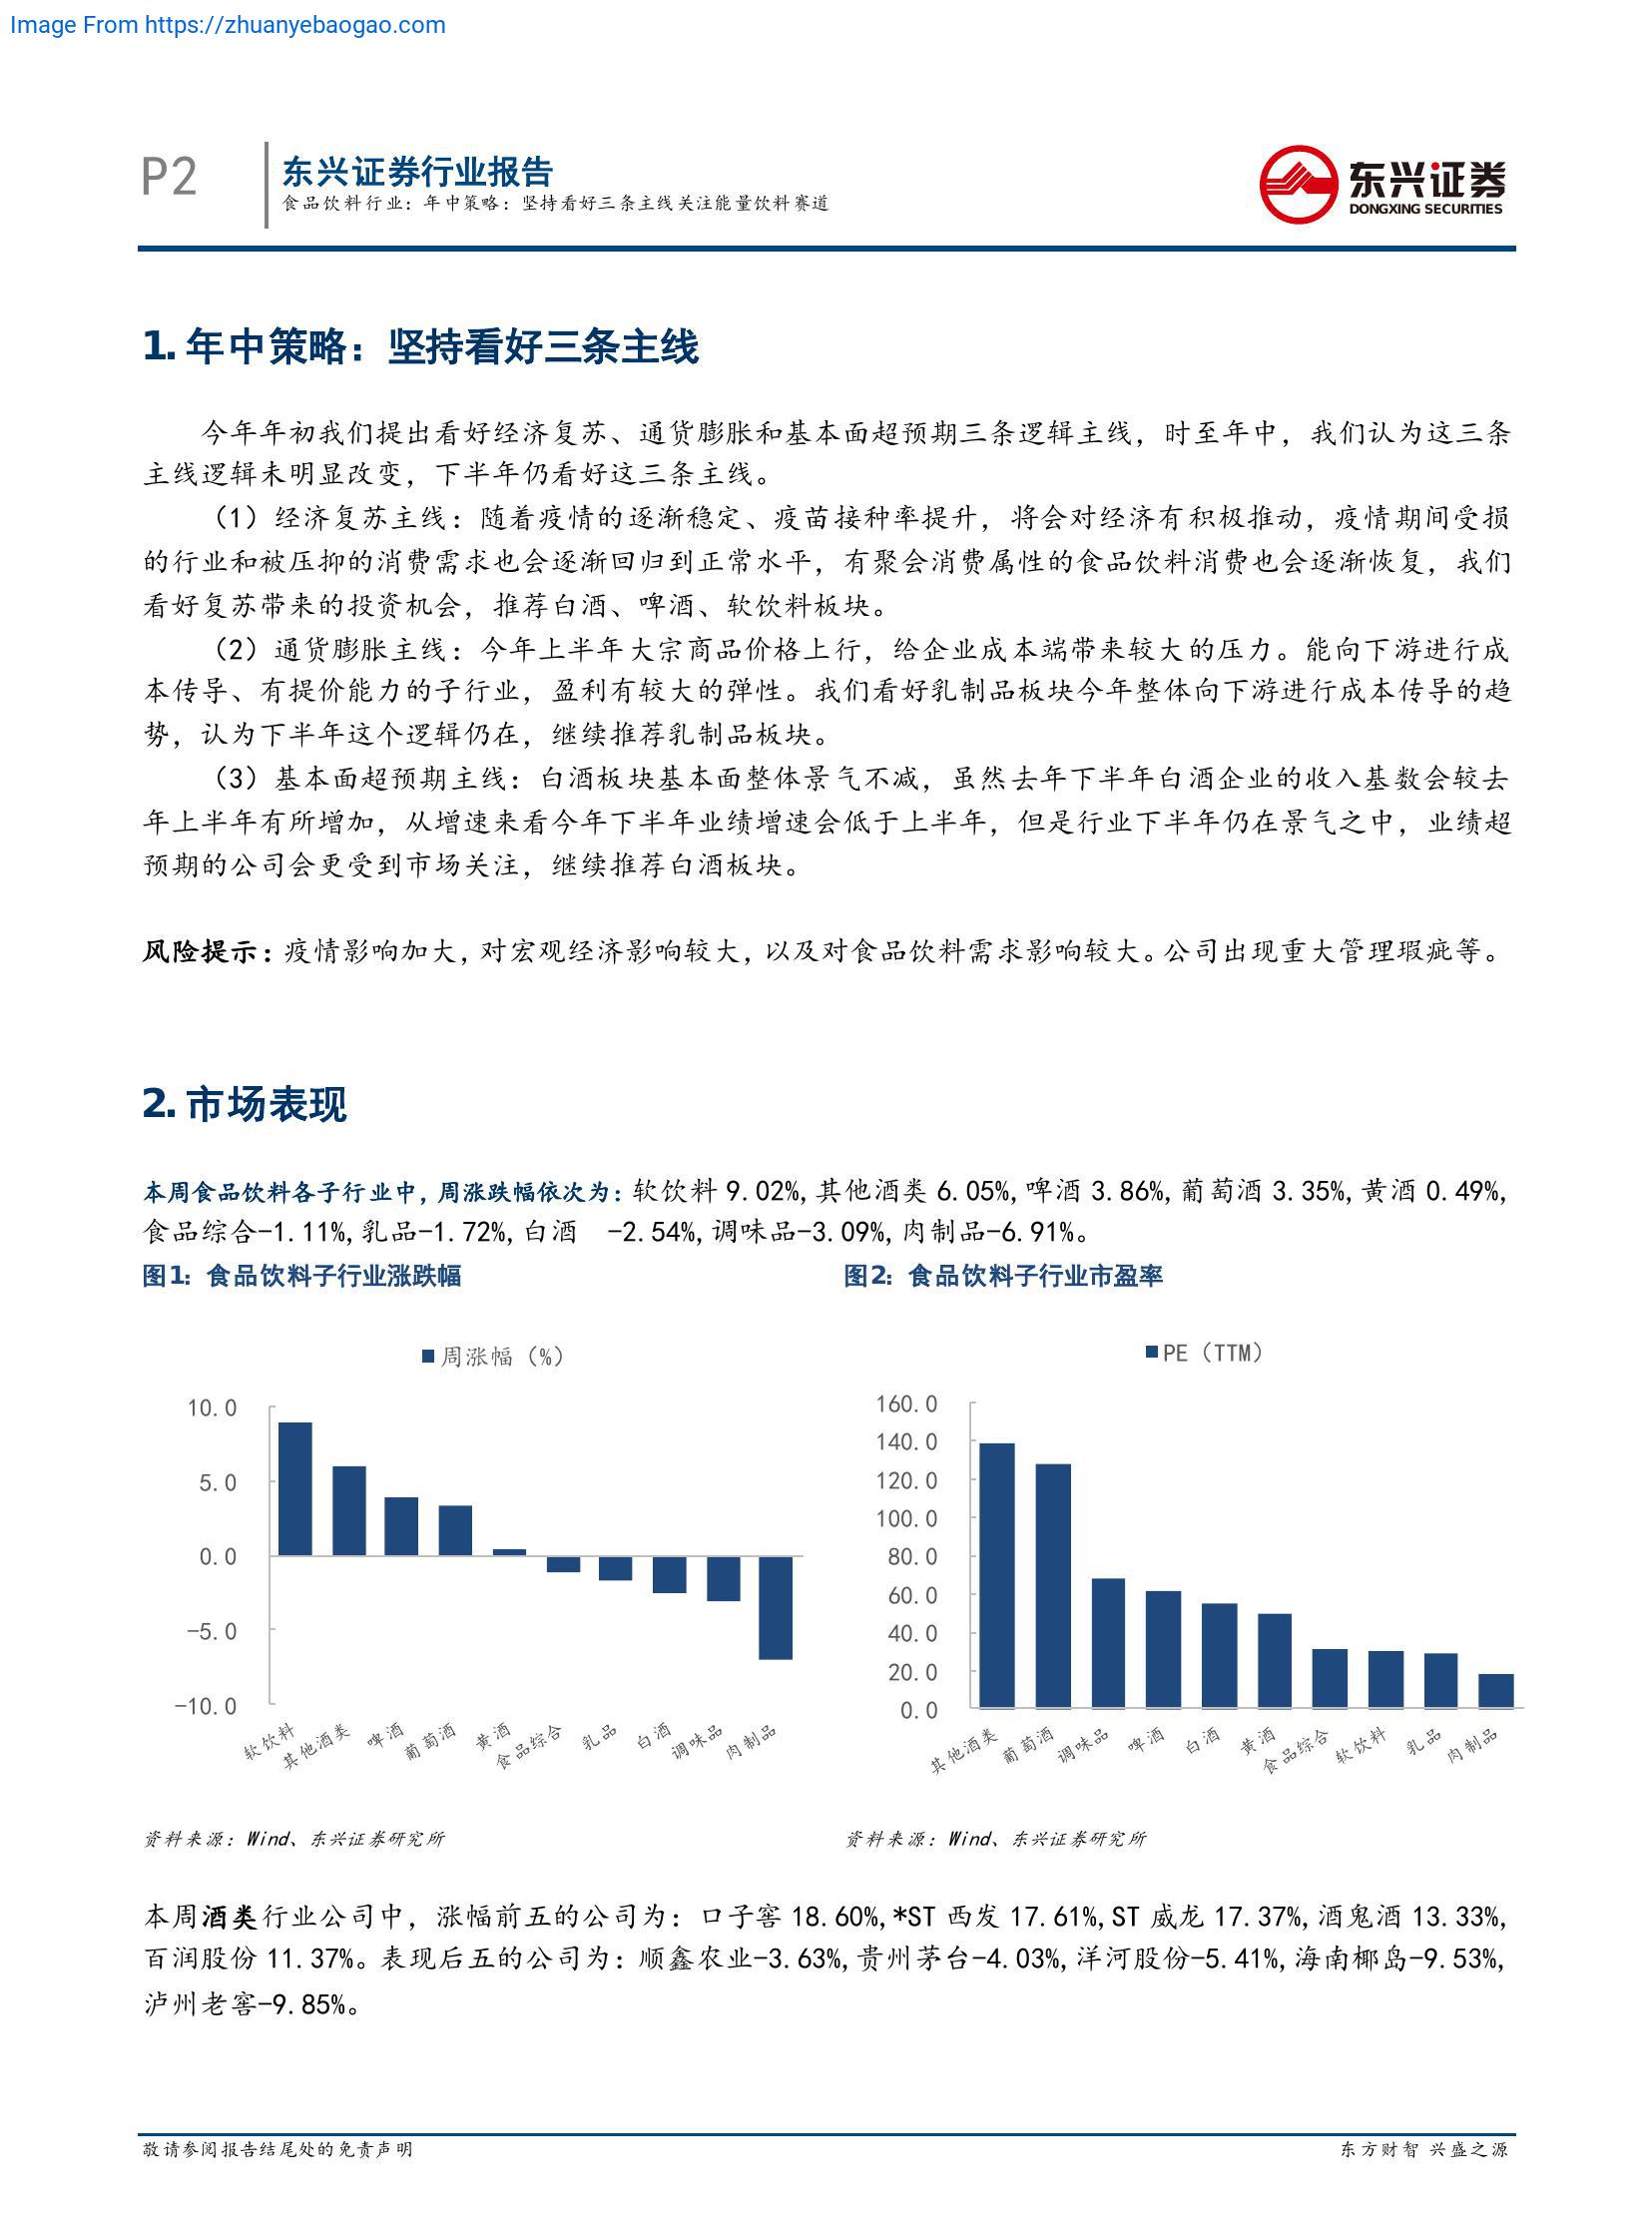 Image From https://zhuanyebaogao.com
P2
东兴证券行业报告
食品饮料行业：年中策略：坚持看好三条主线关注能量饮料赛道
东兴证券
DONGXING SECURITIES
1. 年中策略：坚持看好三条主线
今年年初我们提出看好经济复苏、通货膨胀和基本面超预期三条逻辑主线，时至年中，我们认为这三条
主线逻辑未明显改变，下半年仍看好这三条主线。
（1）经济复苏主线：随着疫情的逐渐稳定、疫苗接种率提升，将会对经济有积极推动，疫情期间受损
的行业和被压抑的消费需求也会逐渐回归到正常水平，有聚会消费属性的食品饮料消费也会逐渐恢复，我们
看好复苏带来的投资机会，推荐白酒、啤酒、软饮料板块。
（2）通货膨胀主线：今年上半年大宗商品价格上行，给企业成本端带来较大的压力。能向下游进行成
本传导、有提价能力的子行业，盈利有较大的弹性。我们看好乳制品板块今年整体向下游进行成本传导的趋
势，认为下半年这个逻辑仍在，继续推荐乳制品板块。
（3）基本面超预期主线：白酒板块基本面整体景气不减，虽然去年下半年白酒企业的收入基数会较去
年上半年有所增加，从增速来看今年下半年业绩增速会低于上半年，但是行业下半年仍在景气之中，业绩超
预期的公司会更受到市场关注，继续推荐白酒板块。
风险提示：疫情影响加大，对宏观经济影响较大，以及对食品饮料需求影响较大。公司出现重大管理瑕疵等。
2. 市场表现
本周食品饮料各子行业中，周涨跌幅依次为：软饮料 9.02%,其他酒类 6.05%,啤酒 3.86%,葡萄酒 3.35%,黄酒 0.49%,
食品综合-1.11%,乳品-1.72%,白酒 -2.54%,调味品-3.09%,肉制品-6.91%。
图1：食品饮料子行业涨跌幅
图2：食品饮料子行业市盈率
周涨幅（%）
10.0
5.0
0.0
-5.0
-10.0
软饮料
其他酒类
啤酒
葡萄酒
黄酒
食品综合
乳品
白酒
调味品
肉制品
PE（TTM）
160.0
140.0
120.0
100.0
80.0
60.0
40.0
20.0
0.0
其他酒类
葡萄酒
调味品
啤酒
白酒
黄酒
食品综合
软饮料
乳品
肉制品
资料来源：Wind、东兴证券研究所
资料来源：Wind、东兴证券研究所
本周酒类行业公司中，涨幅前五的公司为：口子窖 18.60%,*ST 西发 17.61%,ST 威龙 17.37%,酒鬼酒 13.33%,
百润股份 11.37%。表现后五的公司为：顺鑫农业-3.63%,贵州茅台-4.03%,洋河股份-5.41%,海南椰岛-9.53%,
泸州老窖-9.85%。
敬请参阅报告结尾处的免责声明
东方财智 兴盛之源